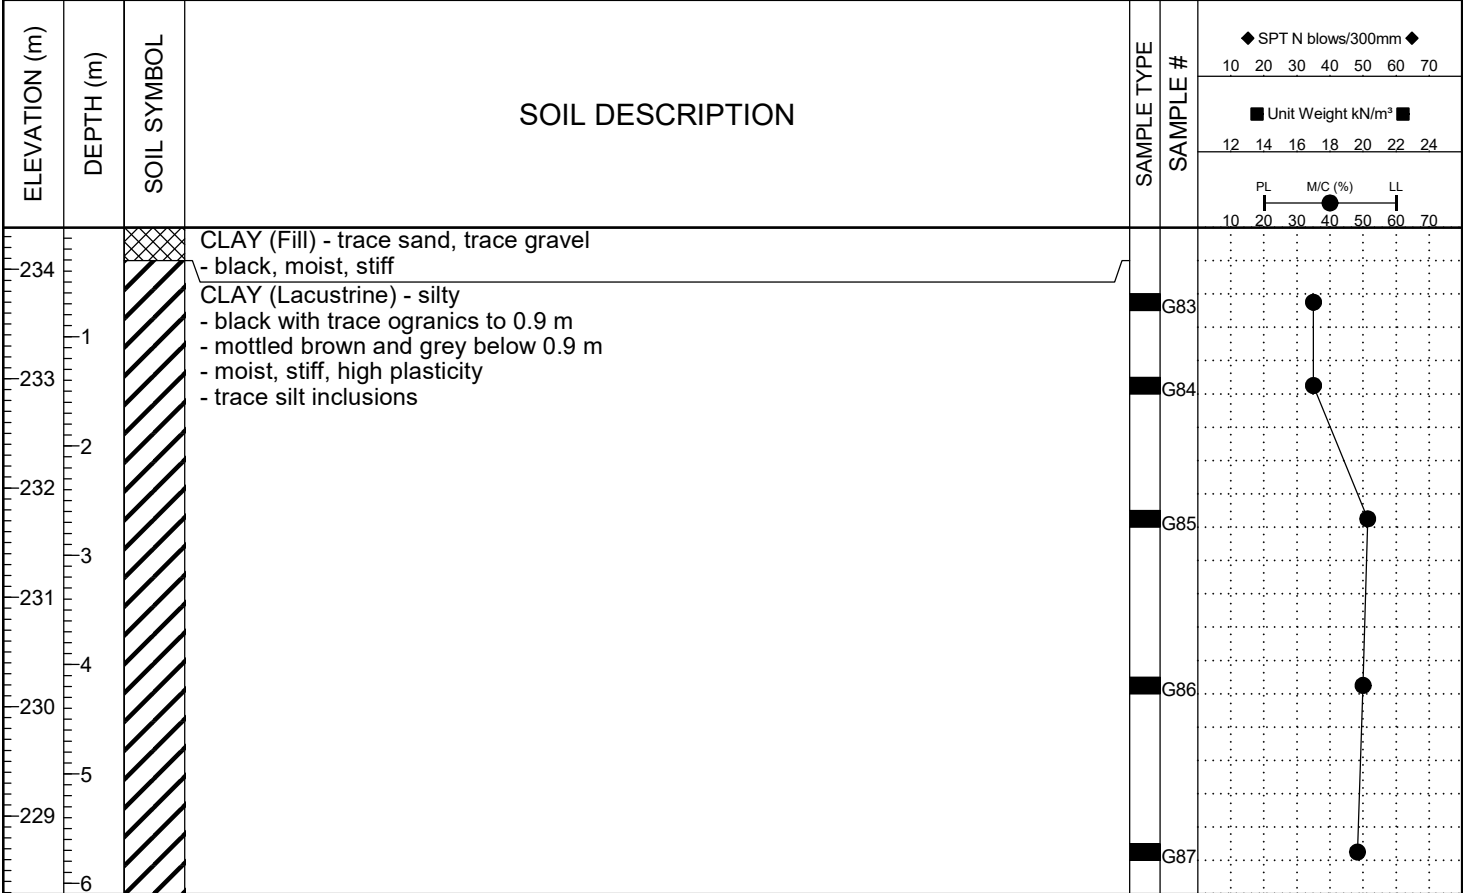 ELEVATION (m)
DEPTH (m)
SOIL SYMBOL
SOIL DESCRIPTION
SAMPLE TYPE
SAMPLE #
◆ SPT N blows/300mm ◆
10 20 30 40 50 60 70
■ Unit Weight kN/m³ ■
12 14 16 18 20 22 24
PL M/C (%) LL
10 20 30 40 50 60 70
CLAY (Fill) - trace sand, trace gravel
- black, moist, stiff
234
CLAY (Lacustrine) - silty
G83
- black with trace ogranics to 0.9 m
1
- mottled brown and grey below 0.9 m
- moist, stiff, high plasticity
233
G84
- trace silt inclusions
2
232
G85
3
231
4
G86
230
5
229
G87
6